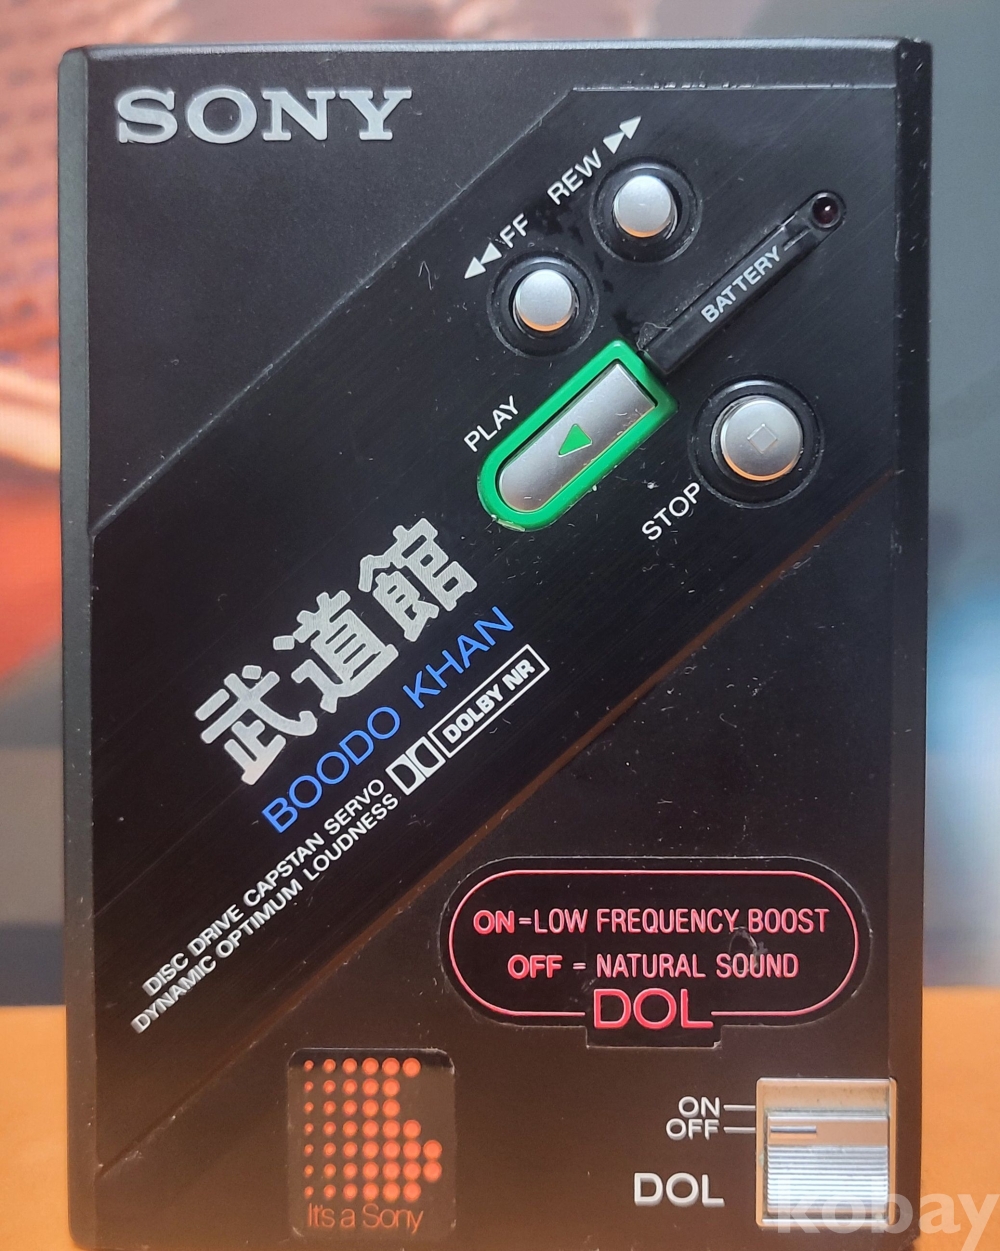 SONY
◀◀ FF REW ▶▶
BATTERY
PLAY
STOP
武道館
BOODO KHAN
DOLBY NR
DISC DRIVE CAPSTAN SERVO
DYNAMIC OPTIMUM LOUDNESS
ON=LOW FREQUENCY BOOST
OFF = NATURAL SOUND
DOL
It's a Sony
ON
OFF
DOL
kobay